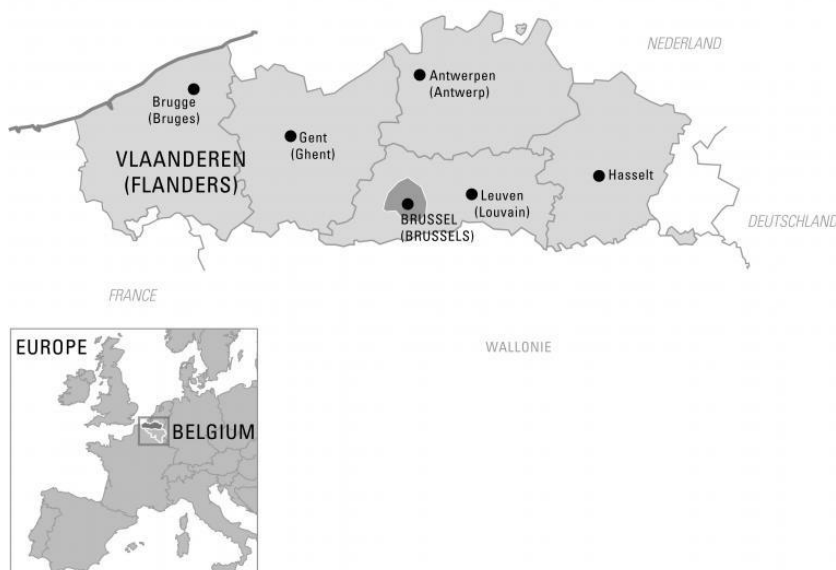 NEDERLAND
Antwerpen
(Antwerp)
Brugge
(Bruges)
Gent
(Ghent)
VLAANDEREN
(FLANDERS)
Hasselt
Leuven
(Louvain)
BRUSSEL
(BRUSSELS)
DEUTSCHLAND
FRANCE
WALLONIE
EUROPE
BELGIUM